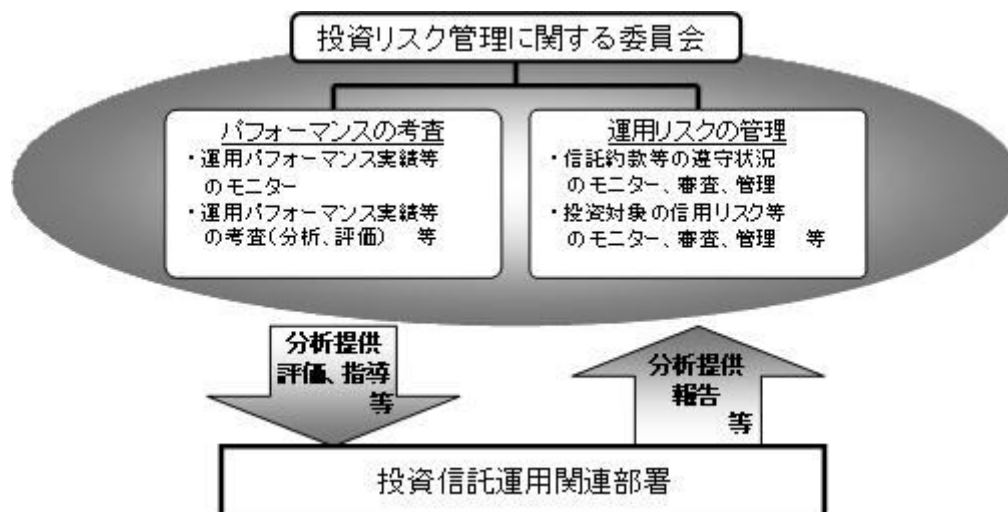 投資リスク管理に関する委員会
パフォーマンスの考査
・運用パフォーマンス実績等
のモニター
・運用パフォーマンス実績等
の考査(分析、評価) 等
運用リスクの管理
・信託約款等の遵守状況
のモニター、審査、管理
・投資対象の信用リスク等
のモニター、審査、管理 等
分析提供
評価、指導
等
分析提供
報告
等
投資信託運用関連部署